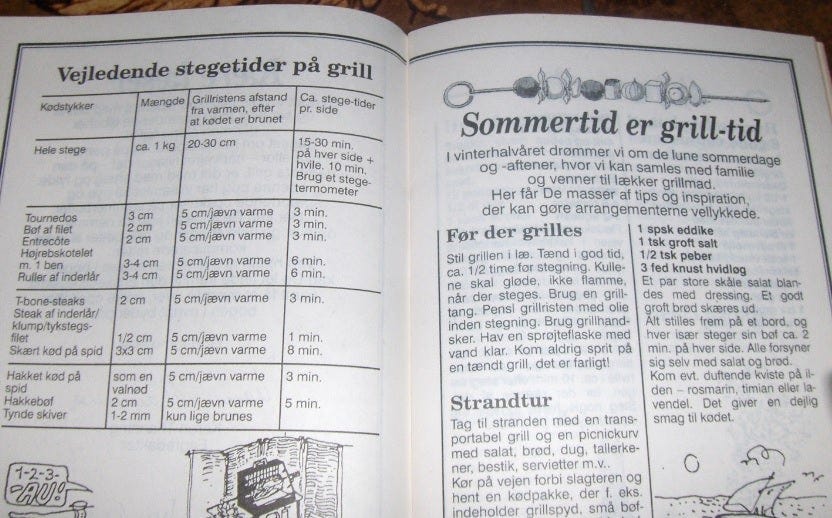 Vejledende stegetider på grill
Kødstykker Mængde Grillristens afstand fra varmen, efter at kødet er brunet Ca. stege-tider pr. side
Hele stege ca. 1 kg 20-30 cm 15-30 min. på hver side + hvile. 10 min. Brug et stege-termometer
Tournedos 3 cm 5 cm/jævn varme 3 min.
Bøf af filet 2 cm 5 cm/jævn varme 3 min.
Entrecôte 2 cm 5 cm/jævn varme 3 min.
Højrebskotelet
m. 1 ben 3-4 cm 5 cm/jævn varme 6 min.
Ruller af inderlår 3-4 cm 5 cm/jævn varme 6 min.
T-bone-steaks 2 cm 5 cm/jævn varme 3 min.
Steak af inderlår/
klump/tykstegs-
filet 1/2 cm 5 cm/jævn varme 1 min.
Skært kød på spid 3x3 cm 5 cm/jævn varme 8 min.
Hakket kød på som en 5 cm/jævn varme 3 min.
spid valnød
Hakkebøf 2 cm 5 cm/jævn varme 5 min.
Tynde skiver 1-2 mm kun lige brunes
1-2-3-
AU!
Sommertid er grill-tid
I vinterhalvåret drømmer vi om de lune sommerdage
og -aftener, hvor vi kan samles med familie
og venner til lækker grillmad.
Her får De masser af tips og inspiration,
der kan gøre arrangementerne vellykkede.
Før der grilles
Stil grillen i læ. Tænd i god tid,
ca. 1/2 time før stegning. Kulle-
ne skal gløde, ikke flamme,
når der steges. Brug en grill-
tang. Pensl grillristen med olie
inden stegning. Brug grillhand-
sker. Hav en sprøjteflaske med
vand klar. Kom aldrig sprit på
en tændt grill, det er farligt!
Strandtur
Tag til stranden med en trans-
portabel grill og en picnickurv
med salat, brød, dug, tallerke-
ner, bestik, servietter m.v..
Kør på vejen forbi slagteren og
hent en kødpakke, der f. eks.
indeholder grillspyd, små bøf-
1 spsk eddike
1 tsk groft salt
1/2 tsk peber
3 fed knust hvidløg
Et par store skåle salat blan-
des med dressing. Et godt
groft brød skæres ud.
Alt stilles frem på et bord, og
hver især steger sin bøf ca. 2
min. på hver side. Alle forsyner
sig selv med salat og brød.
Kom evt. duftende kviste på il-
den – rosmarin, timian eller la-
vendel. Det giver en dejlig
smag til kødet.